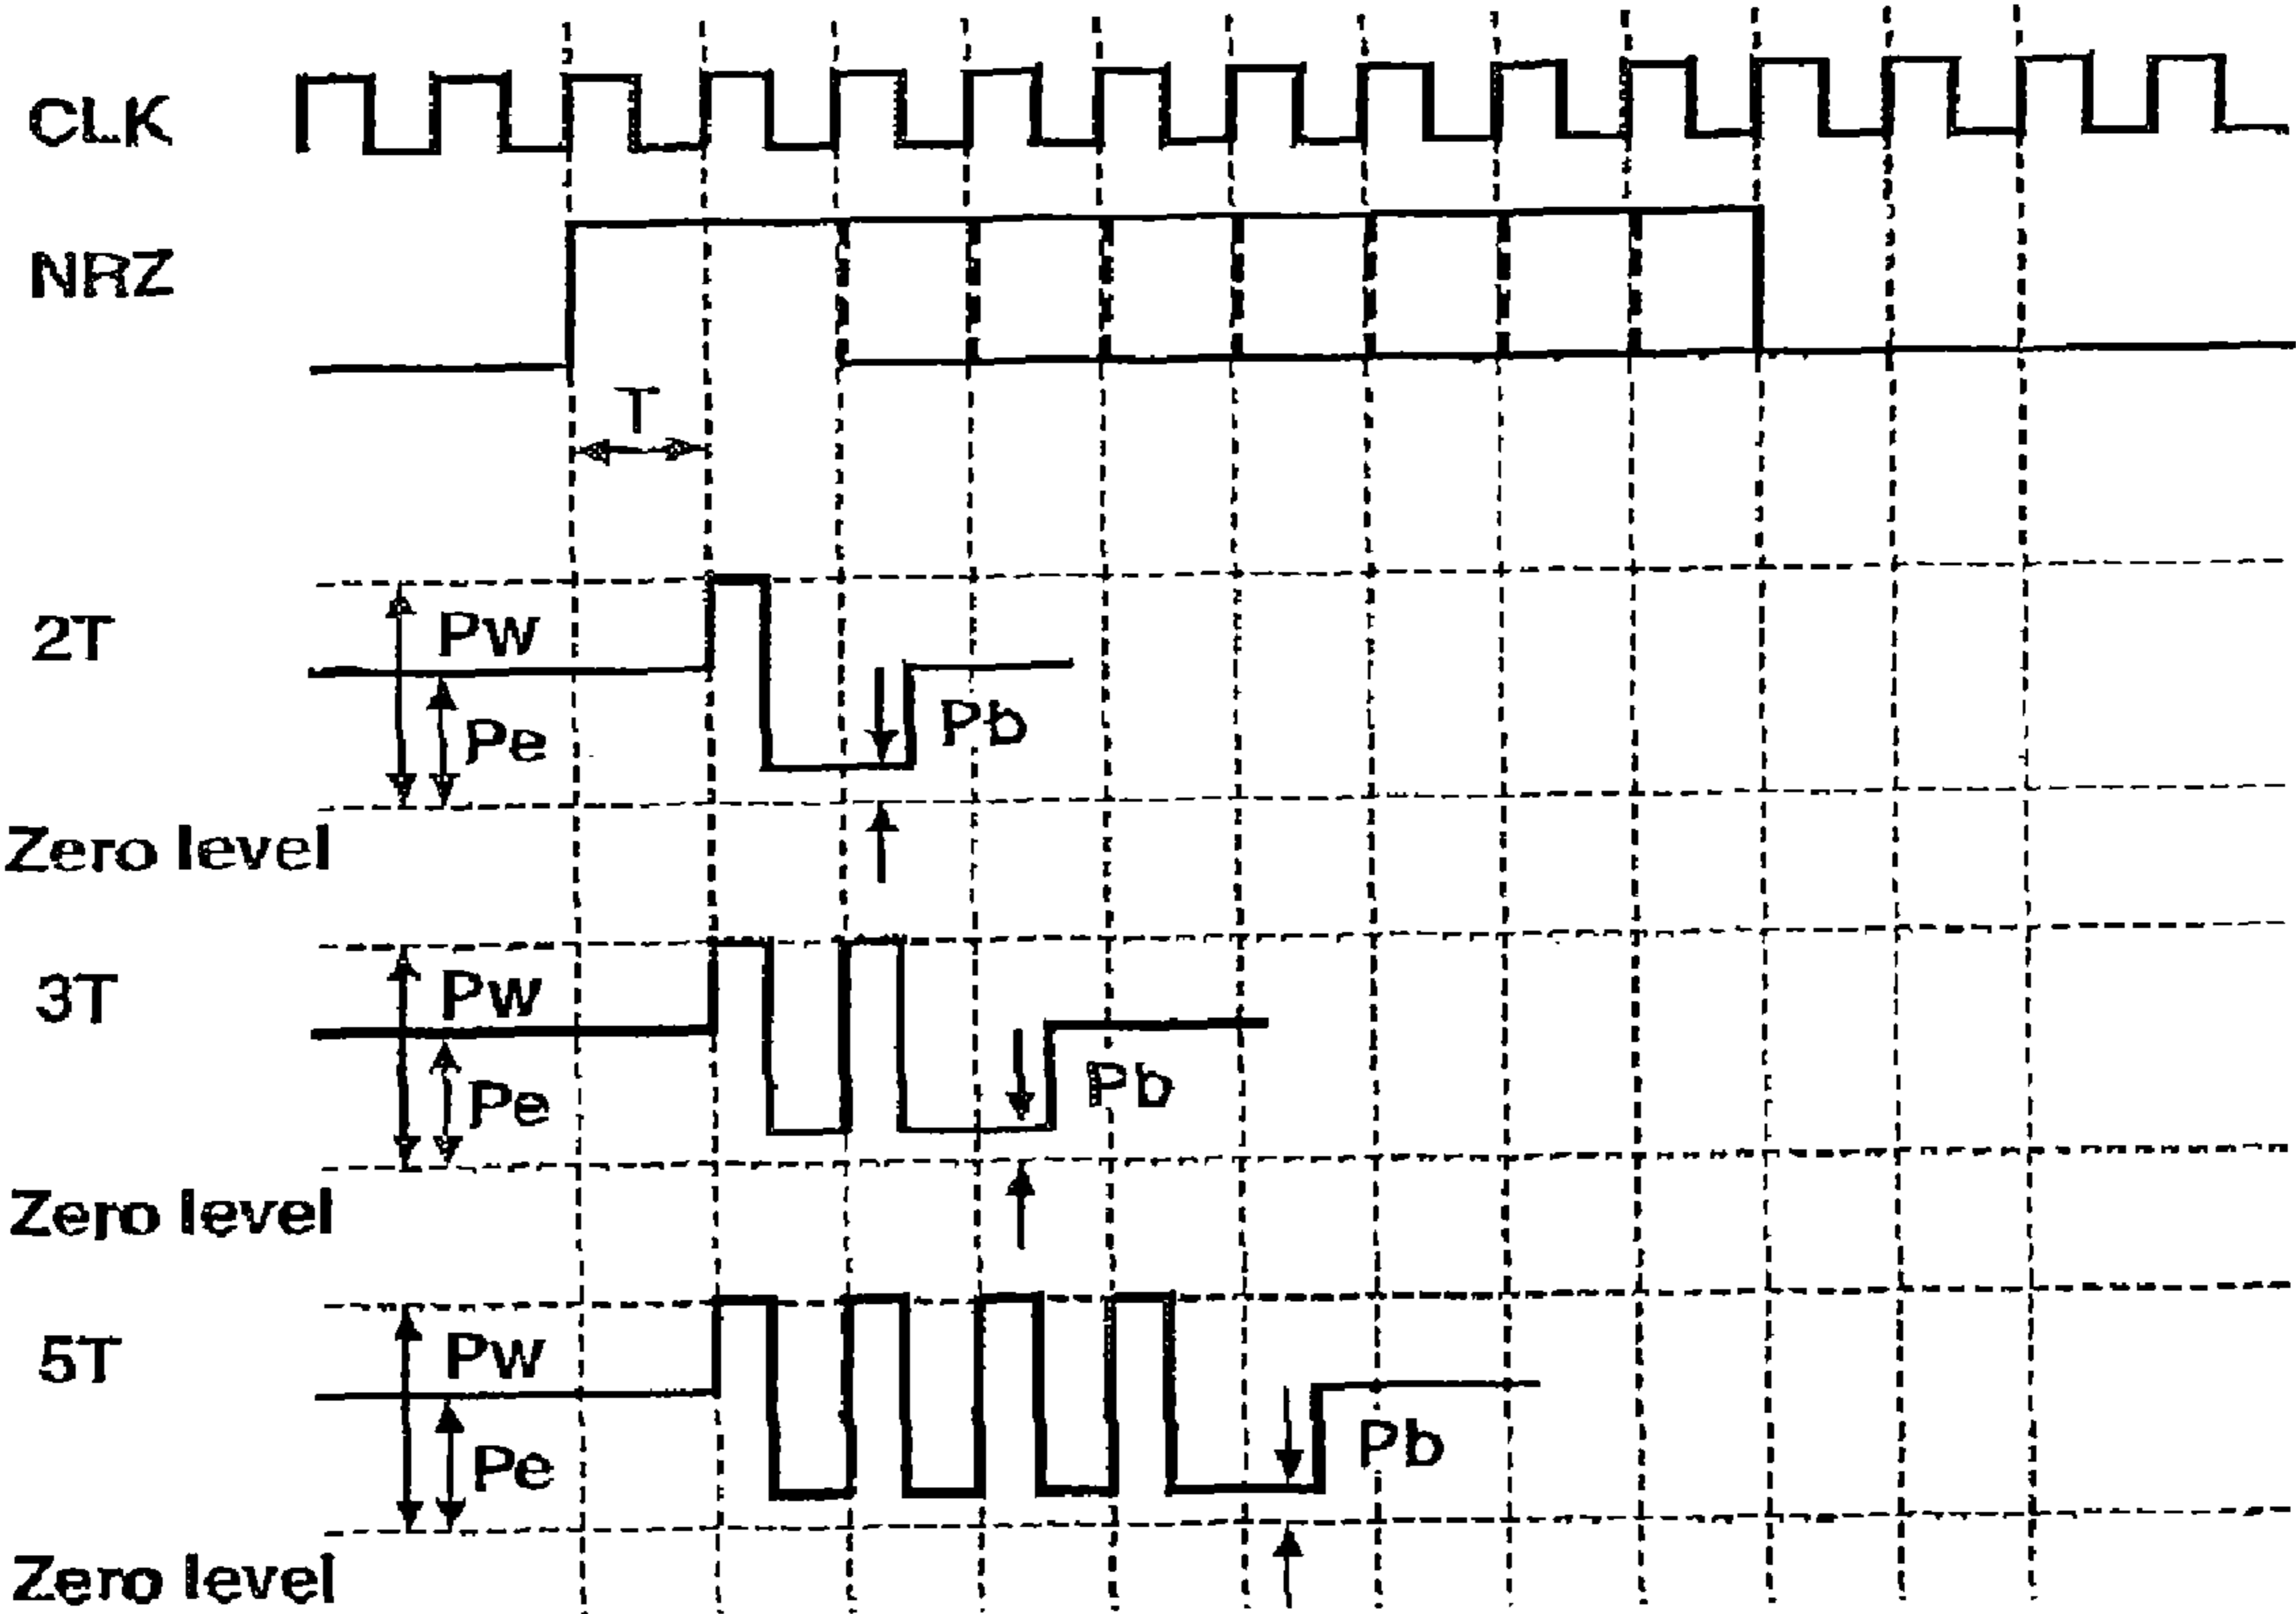 CLK
NRZ
T
2T
Pw
Pe
Pb
Zero level
3T
Pw
Pe
Pb
Zero level
5T
Pw
Pe
Pb
Zero level